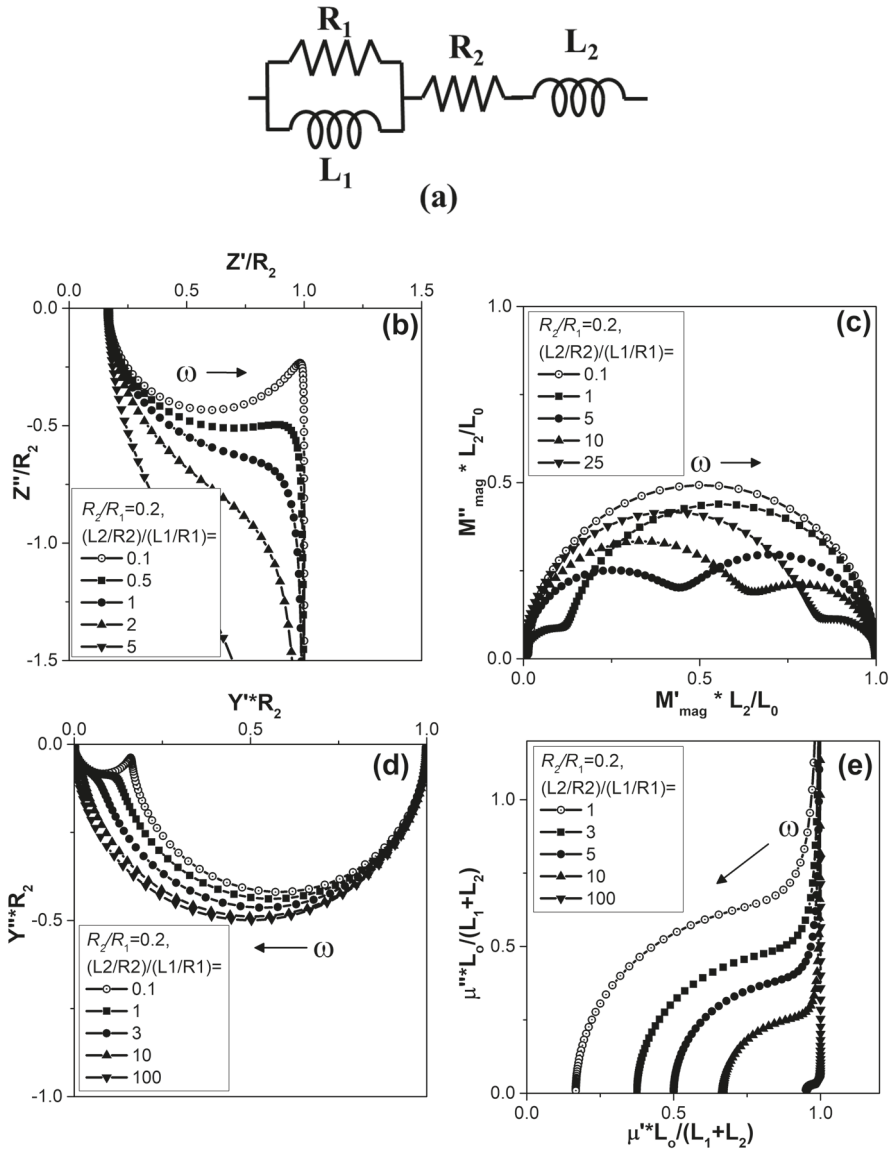 R₁
R₂
L₂
L₁
(a)
Z'/R₂
0.0 0.5 1.0 1.5
0.0
-0.5
-1.0
-1.5
Z''/R₂
(b)
ω
R₂/R₁=0.2,
(L2/R2)/(L1/R1)=
0.1
0.5
1
2
5
(c)
1.0
0.5
0.0
M''mag* L₂/L₀
R₂/R₁=0.2,
(L2/R2)/(L1/R1)=
0.1
1
5
10
25
ω
0.0 0.5 1.0
M'mag * L₂/L₀
Y'*R₂
0.0 0.5 1.0
0.0
-0.5
-1.0
Y''*R₂
(d)
ω
R₂/R₁=0.2,
(L2/R2)/(L1/R1)=
0.1
1
3
10
100
(e)
1.0
0.5
0.0
μ''*Lₒ/(L₁+L₂)
R₂/R₁=0.2,
(L2/R2)/(L1/R1)=
1
3
5
10
100
ω
0.0 0.5 1.0
μ'*Lₒ/(L₁+L₂)